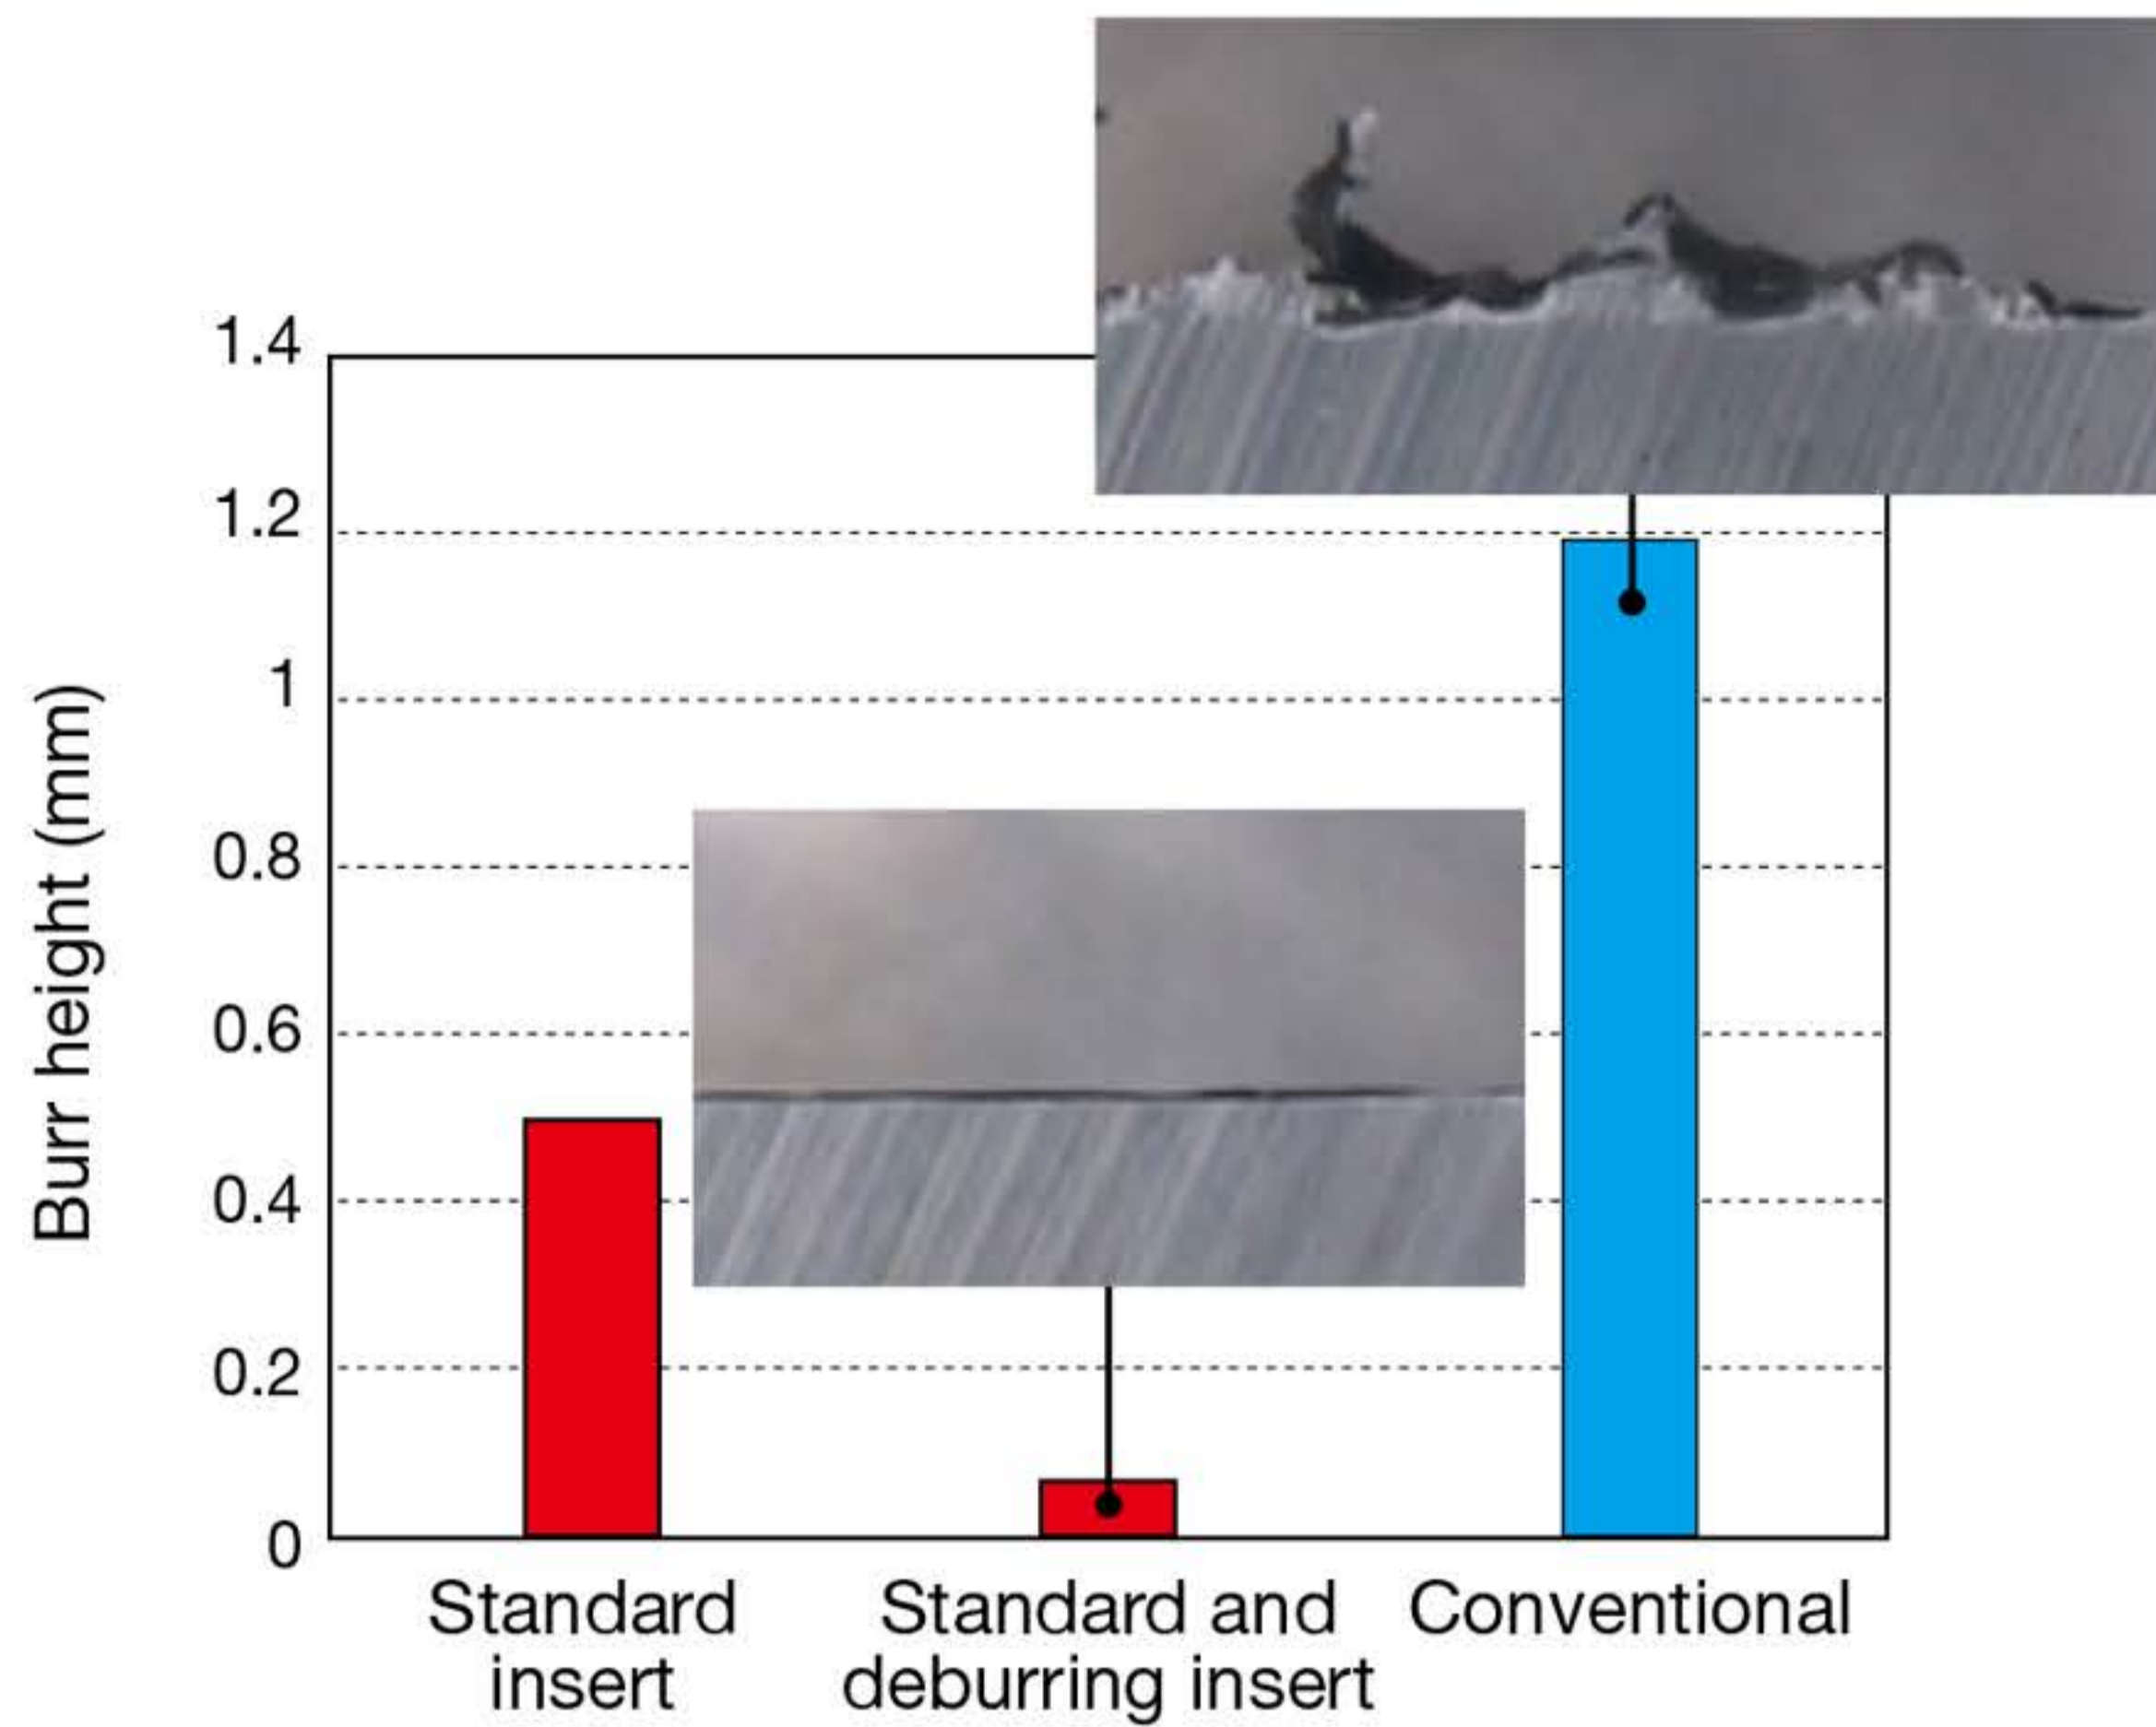 1.4
1.2
1
0.8
0.6
0.4
0.2
0
Burr height (mm)
Standard
insert
Standard and
deburring insert
Conventional